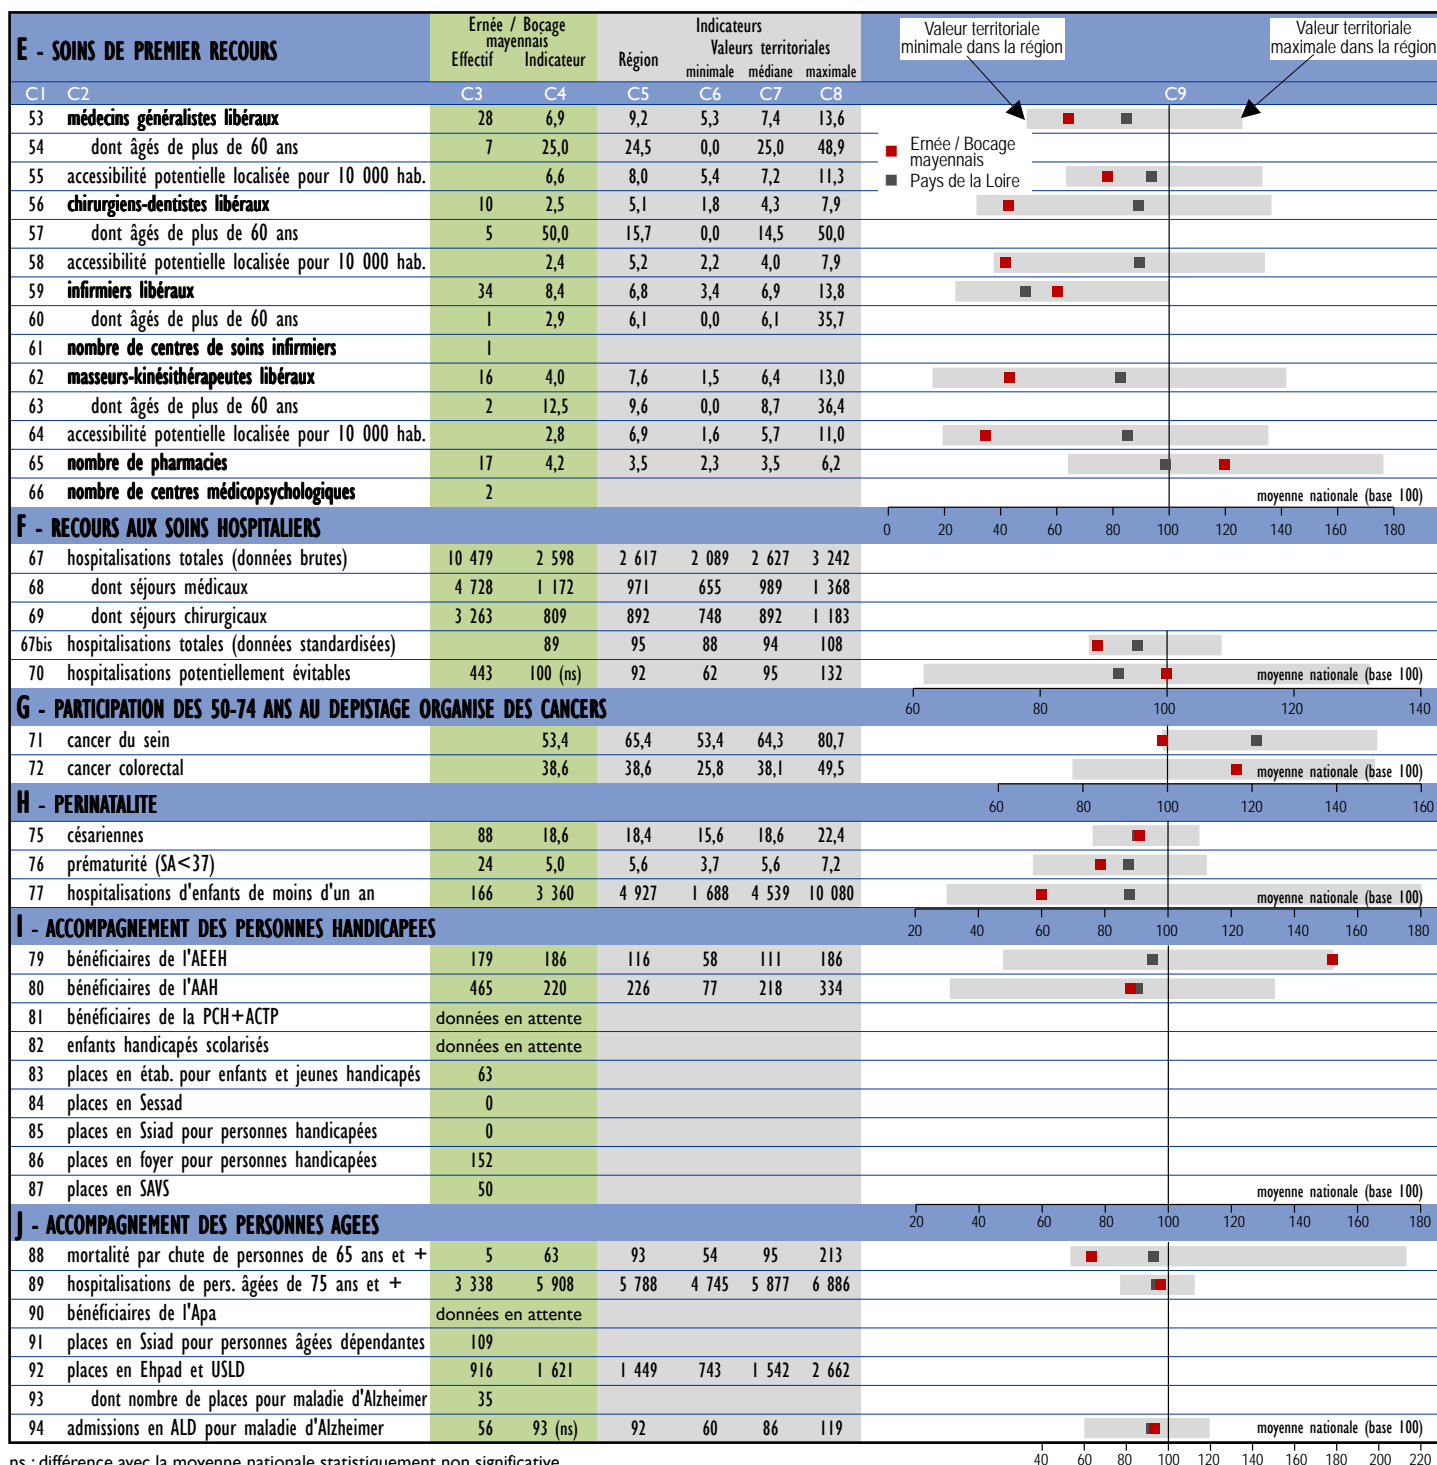 E - SOINS DE PREMIER RECOURS
Ernée / Bocage mayennais
Effectif Indicateur
Indicateurs
Région
Valeurs territoriales
minimale médiane maximale
Valeur territoriale minimale dans la région
Valeur territoriale maximale dans la région
C1 C2 C3 C4 C5 C6 C7 C8 C9
53 médecins généralistes libéraux 28 6,9 9,2 5,3 7,4 13,6
54 dont âgés de plus de 60 ans 7 25,0 24,5 0,0 25,0 48,9
Ernée / Bocage mayennais
Pays de la Loire
55 accessibilité potentielle localisée pour 10 000 hab. 6,6 8,0 5,4 7,2 11,3
56 chirurgiens-dentistes libéraux 10 2,5 5,1 1,8 4,3 7,9
57 dont âgés de plus de 60 ans 5 50,0 15,7 0,0 14,5 50,0
58 accessibilité potentielle localisée pour 10 000 hab. 2,4 5,2 2,2 4,0 7,9
59 infirmiers libéraux 34 8,4 6,8 3,4 6,9 13,8
60 dont âgés de plus de 60 ans 1 2,9 6,1 0,0 6,1 35,7
61 nombre de centres de soins infirmiers 1
62 masseurs-kinésithérapeutes libéraux 16 4,0 7,6 1,5 6,4 13,0
63 dont âgés de plus de 60 ans 2 12,5 9,6 0,0 8,7 36,4
64 accessibilité potentielle localisée pour 10 000 hab. 2,8 6,9 1,6 5,7 11,0
65 nombre de pharmacies 17 4,2 3,5 2,3 3,5 6,2
66 nombre de centres médicopsychologiques 2 moyenne nationale (base 100)
F - RECOURS AUX SOINS HOSPITALIERS 0 20 40 60 80 100 120 140 160 180
67 hospitalisations totales (données brutes) 10 479 2 598 2 617 2 089 2 627 3 242
68 dont séjours médicaux 4 728 1 172 971 655 989 1 368
69 dont séjours chirurgicaux 3 263 809 892 748 892 1 183
67bis hospitalisations totales (données standardisées) 89 95 88 94 108
70 hospitalisations potentiellement évitables 443 100 (ns) 92 62 95 132 moyenne nationale (base 100)
G - PARTICIPATION DES 50-74 ANS AU DEPISTAGE ORGANISE DES CANCERS 60 80 100 120 140
71 cancer du sein 53,4 65,4 53,4 64,3 80,7
72 cancer colorectal 38,6 38,6 25,8 38,1 49,5 moyenne nationale (base 100)
H - PERINATALITE 60 80 100 120 140 160
75 césariennes 88 18,6 18,4 15,6 18,6 22,4
76 prématurité (SA<37) 24 5,0 5,6 3,7 5,6 7,2
77 hospitalisations d'enfants de moins d'un an 166 3 360 4 927 1 688 4 539 10 080 moyenne nationale (base 100)
I - ACCOMPAGNEMENT DES PERSONNES HANDICAPEES 20 40 60 80 100 120 140 160 180
79 bénéficiaires de l'AEEH 179 186 116 58 111 186
80 bénéficiaires de l'AAH 465 220 226 77 218 334
81 bénéficiaires de la PCH+ACTP données en attente
82 enfants handicapés scolarisés données en attente
83 places en étab. pour enfants et jeunes handicapés 63
84 places en Sessad 0
85 places en Ssiad pour personnes handicapées 0
86 places en foyer pour personnes handicapées 152
87 places en SAVS 50 moyenne nationale (base 100)
J - ACCOMPAGNEMENT DES PERSONNES AGEES 20 40 60 80 100 120 140 160 180
88 mortalité par chute de personnes de 65 ans et + 5 63 93 54 95 213
89 hospitalisations de pers. âgées de 75 ans et + 3 338 5 908 5 788 4 745 5 877 6 886
90 bénéficiaires de l'Apa données en attente
91 places en Ssiad pour personnes âgées dépendantes 109
92 places en Ehpad et USLD 916 1 621 1 449 743 1 542 2 662
93 dont nombre de places pour maladie d'Alzheimer 35
94 admissions en ALD pour maladie d'Alzheimer 56 93 (ns) 92 60 86 119 moyenne nationale (base 100)
40 60 80 100 120 140 160 180 200 220
ns : différence avec la moyenne nationale statistiquement non significative